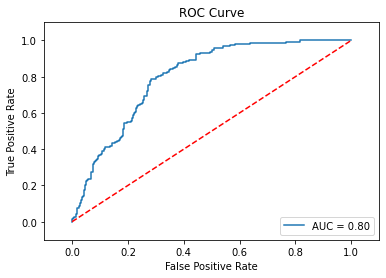 ROC Curve
True Positive Rate
1.0
0.8
0.6
0.4
0.2
0.0
AUC = 0.80
0.0 0.2 0.4 0.6 0.8 1.0
False Positive Rate